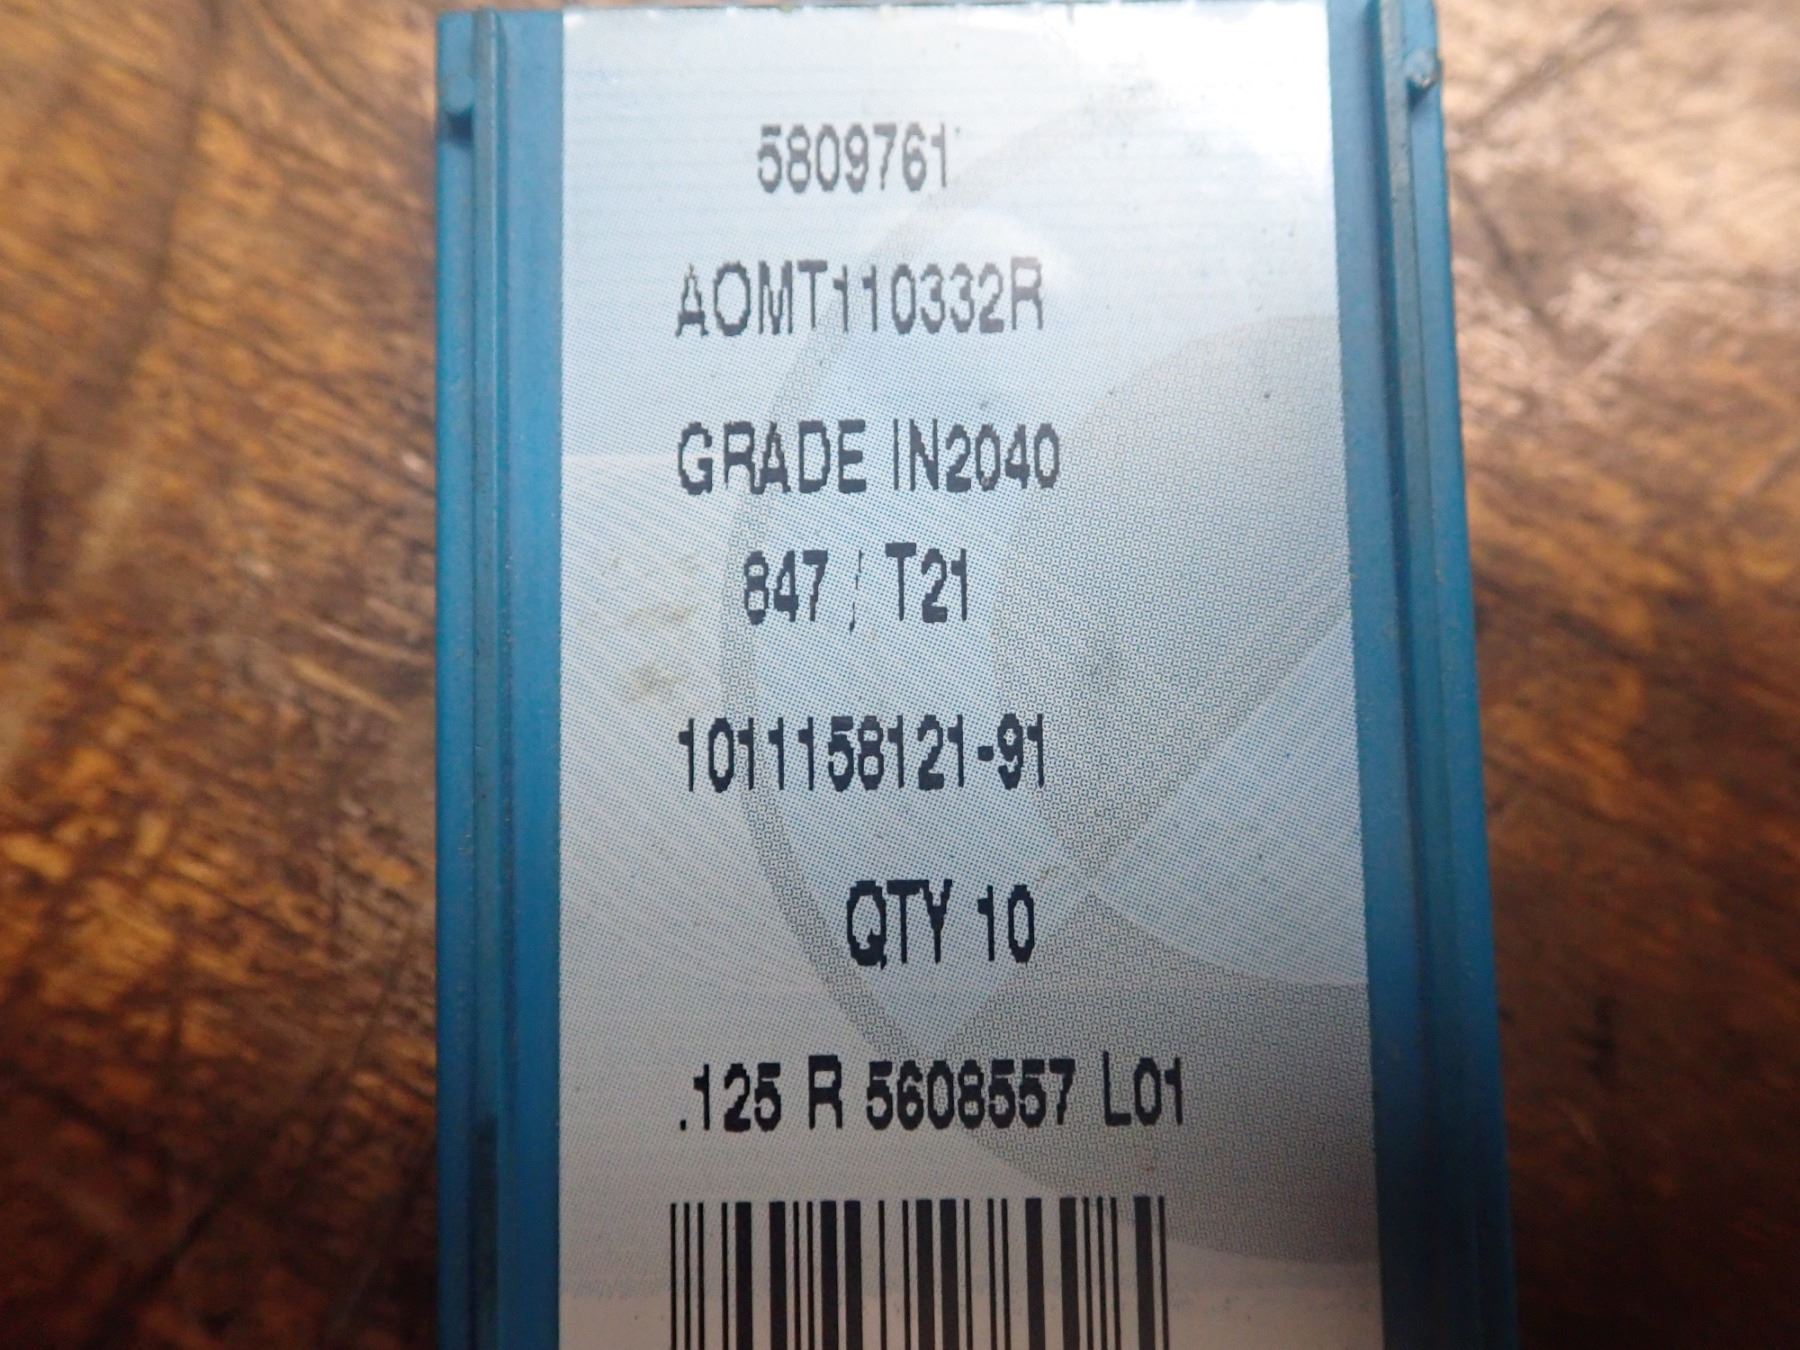 5809761
AOMT110332R
GRADE IN2040
847 / T21
1011158121-91
QTY 10
.125 R 5608557 L01